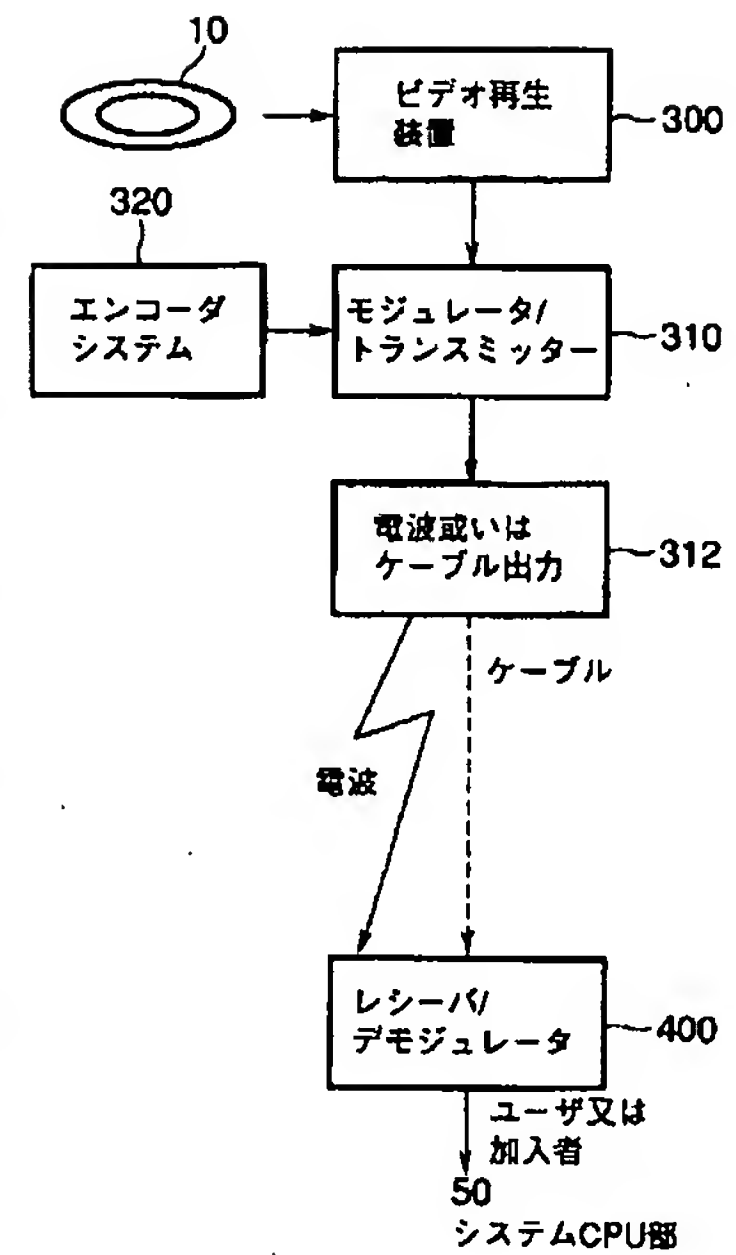 10
ビデオ再生
装置
300
320
エンコーダ
システム
モジュレータ/
トランスミッター
310
電波或いは
ケーブル出力
312
ケーブル
電波
レシーバ/
デモジュレータ
400
ユーザ又は
加入者
50
システムCPU部